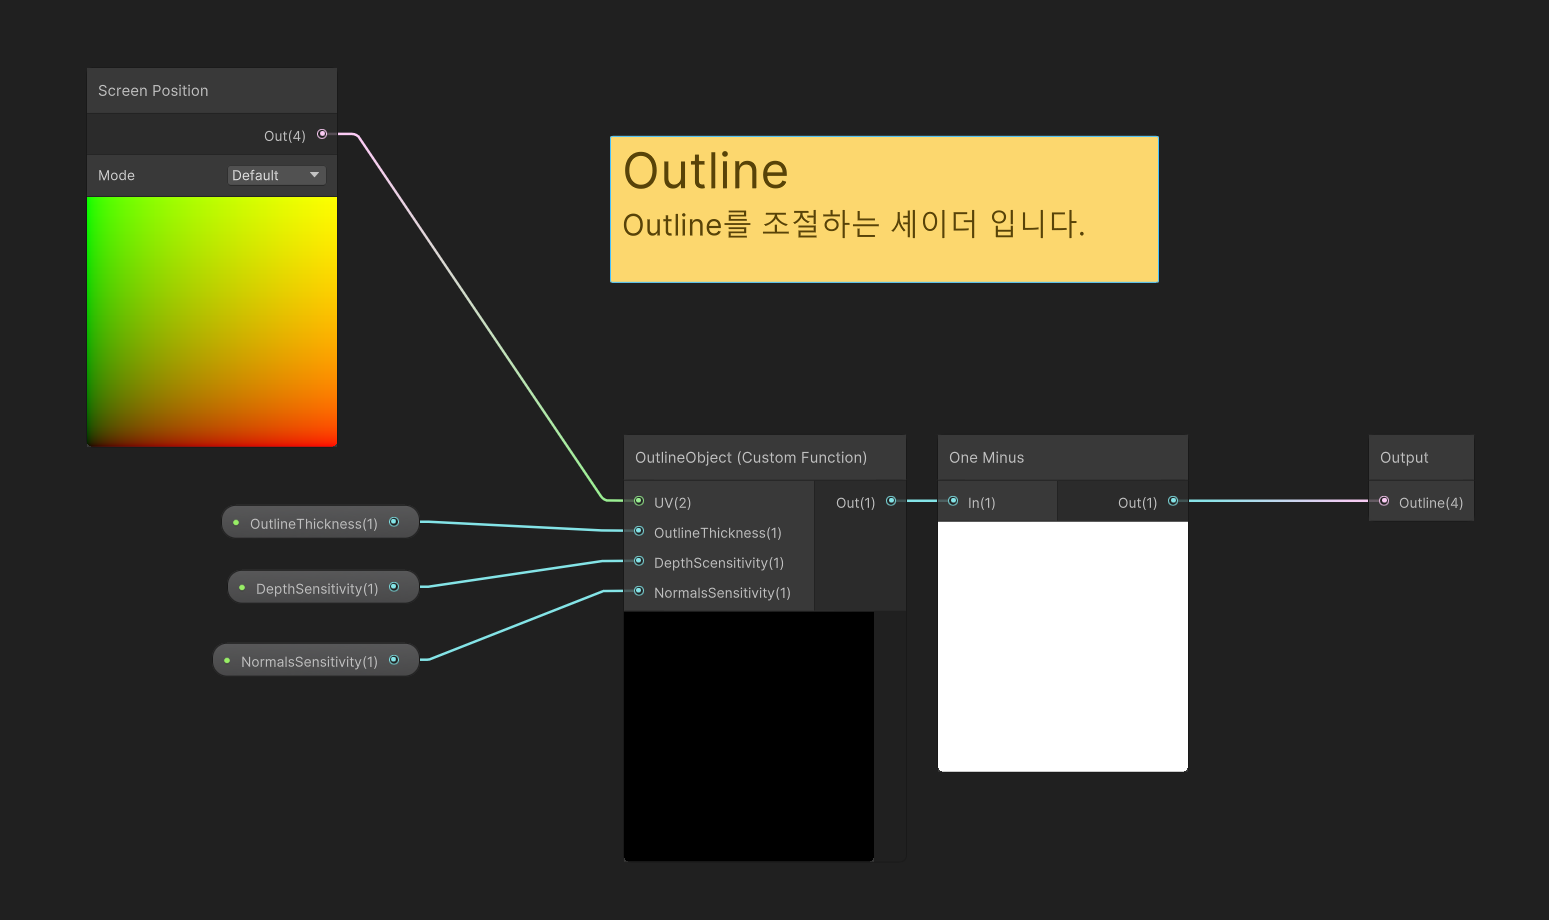 Screen Position
Out(4)
Mode
Default
Outline
Outline를 조절하는 셰이더 입니다.
OutlineThickness(1)
DepthSensitivity(1)
NormalsSensitivity(1)
OutlineObject (Custom Function)
UV(2)
Out(1)
OutlineThickness(1)
DepthScensitivity(1)
NormalsSensitivity(1)
One Minus
In(1)
Out(1)
Output
Outline(4)